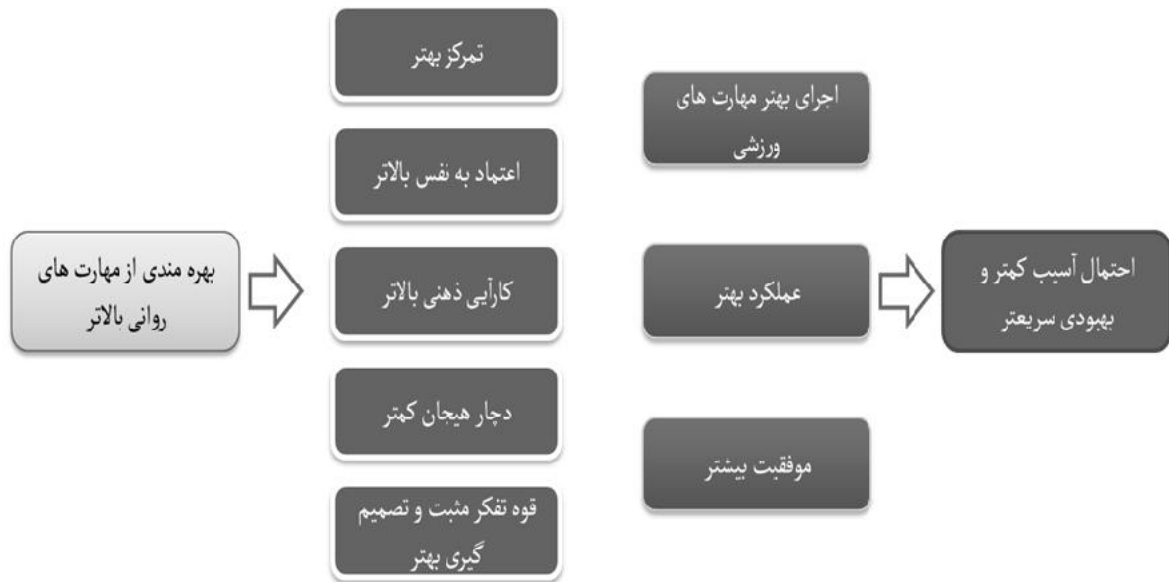 بهره مندی از مهارت های
روانی بالاتر
تمرکز بهتر
اعتماد به نفس بالاتر
کارآیی ذهنی بالاتر
دچار هیجان کمتر
قوه تفکر مثبت و تصمیم
گیری بهتر
اجرای بهتر مهارت های
ورزشی
عملکرد بهتر
موفقیت بیشتر
احتمال آسیب کمتر و
بهبودی سریعتر